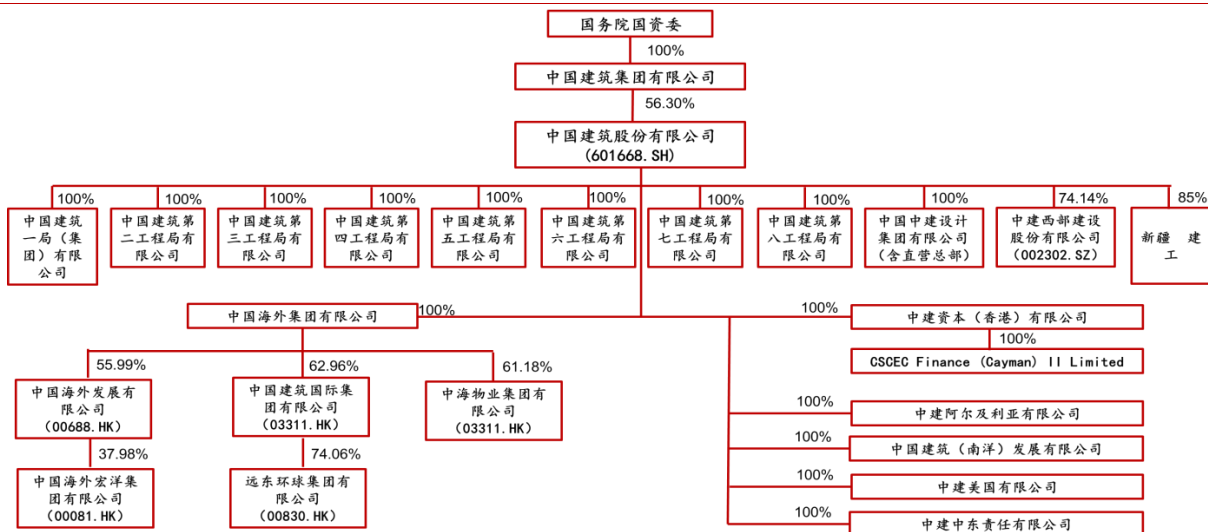 国务院国资委
100%
中国建筑集团有限公司
56.30%
中国建筑股份有限公司
(601668.SH)
100%
100%
100%
100%
100%
100%
100%
100%
100%
74.14%
85%
中国建筑
一局（集
团）有限
公司
中国建筑第
二工程局有
限公司
中国建筑第
三工程局有
限公司
中国建筑第
四工程局有
限公司
中国建筑第
五工程局有
限公司
中国建筑第
六工程局有
限公司
中国建筑第
七工程局有
限公司
中国建筑第
八工程局有
限公司
中国中建设计
集团有限公司
（含直营总部）
中建西部建设
股份有限公司
(002302.SZ)
新疆 建
工
中国海外集团有限公司
100%
100%
中建资本（香港）有限公司
100%
CSCEC Finance (Cayman) II Limited
55.99%
62.96%
61.18%
中国海外发展有
限公司
(00688.HK)
中国建筑国际集
团有限公司
(03311.HK)
中海物业集团有
限公司
(03311.HK)
37.98%
74.06%
中国海外宏洋集
团有限公司
(00081.HK)
远东环球集团有
限公司
(00830.HK)
100%
中建阿尔及利亚有限公司
100%
中国建筑（南洋）发展有限公司
100%
中建美国有限公司
100%
中建中东责任有限公司